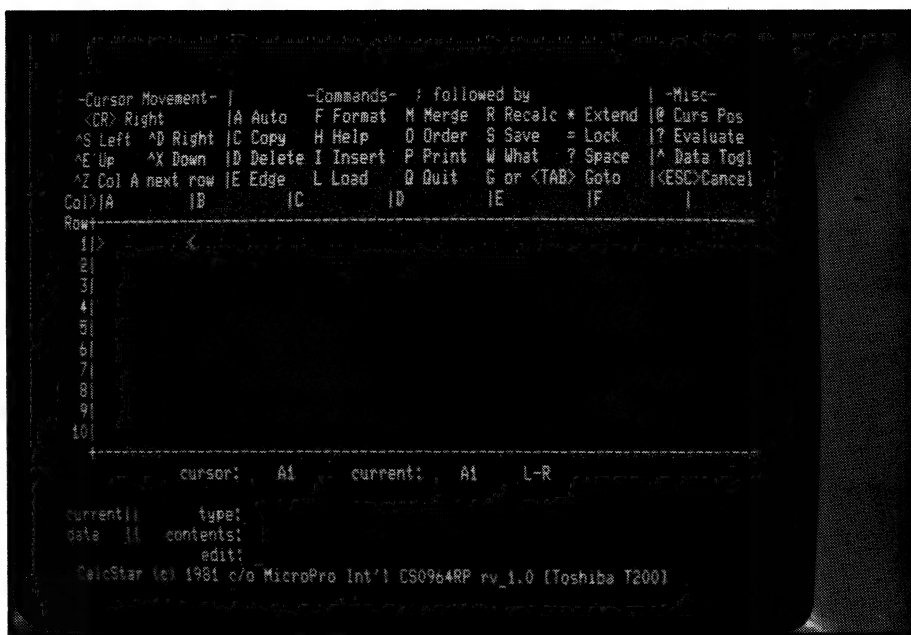 -Cursor Movement- | -Commands- ; followed by | -Misc-
<CR> Right |A Auto F Format M Merge R Recalc * Extend |@ Curs Pos
^S Left ^D Right |C Copy H Help O Order S Save = Lock |? Evaluate
^E Up ^X Down |D Delete I Insert P Print W What ? Space |^ Data Togl
^Z Col A next row |E Edge L Load Q Quit G or <TAB> Goto |<ESC>Cancel
Col>|A |B |C |D |E |F |
Row+
1|> <
2|
3|
4|
5|
6|
7|
8|
9|
10|
cursor: A1 current: A1 L-R
current|| type:
data || contents:
edit:
CalcStar (c) 1981 c/o MicroPro Int'l CS0964RP rv_1.0 [Toshiba T200]